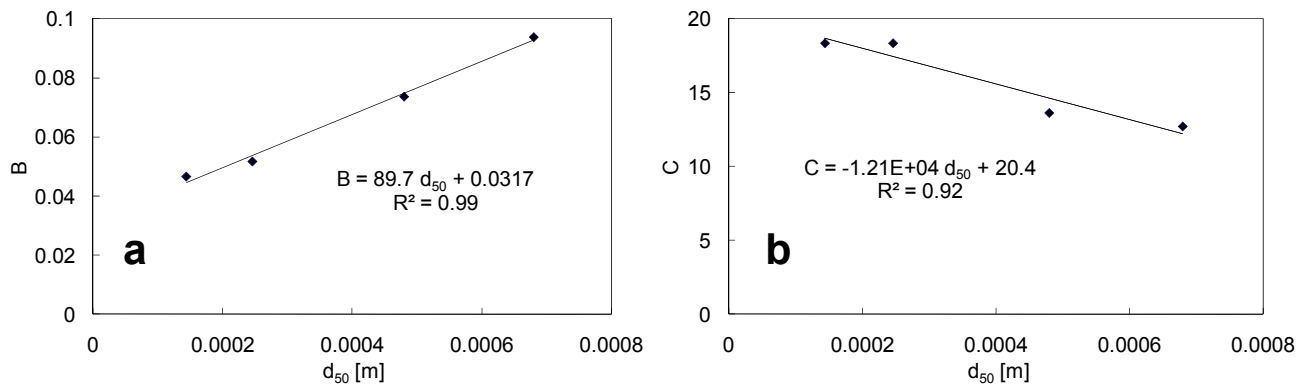 0.1
0.08
0.06
0.04
0.02
0
B
B = 89.7 d₅₀ + 0.0317
R² = 0.99
a
0 0.0002 0.0004 0.0006 0.0008
d₅₀ [m]
20
15
10
5
0
C
C = -1.21E+04 d₅₀ + 20.4
R² = 0.92
b
0 0.0002 0.0004 0.0006 0.0008
d₅₀ [m]